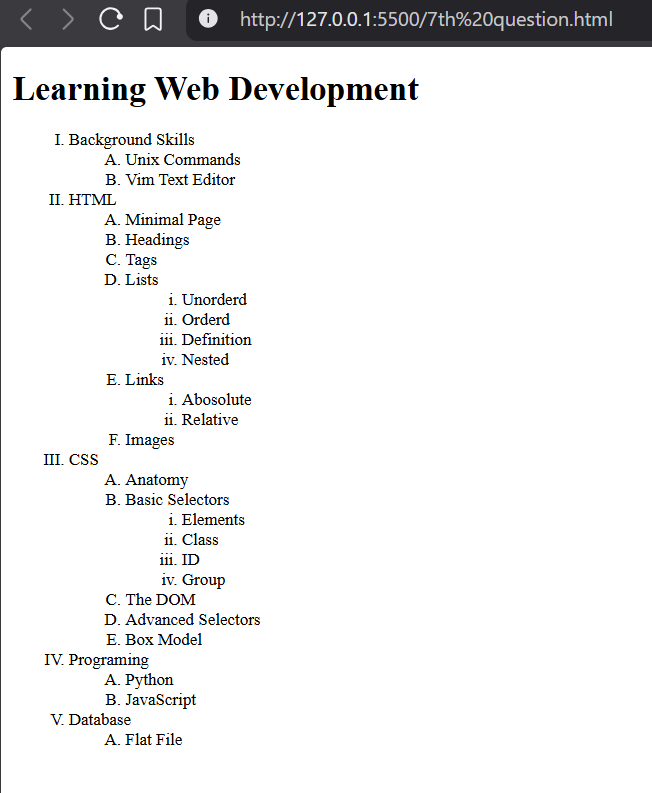 http://127.0.0.1:5500/7th%20question.html
Learning Web Development
I. Background Skills
A. Unix Commands
B. Vim Text Editor
II. HTML
A. Minimal Page
B. Headings
C. Tags
D. Lists
i. Unorderd
ii. Orderd
iii. Definition
iv. Nested
E. Links
i. Abosolute
ii. Relative
F. Images
III. CSS
A. Anatomy
B. Basic Selectors
i. Elements
ii. Class
iii. ID
iv. Group
C. The DOM
D. Advanced Selectors
E. Box Model
IV. Programing
A. Python
B. JavaScript
V. Database
A. Flat File